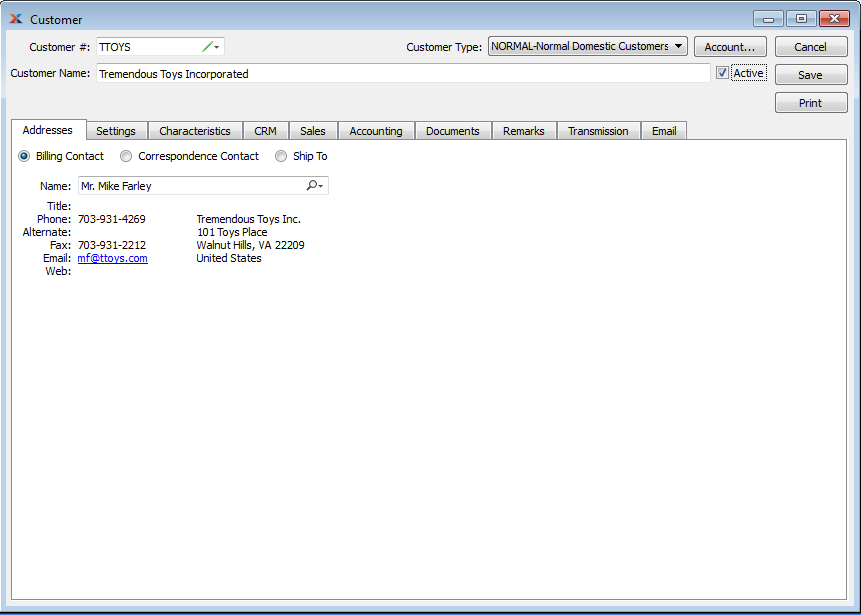 Customer
Customer #: TTOYS Customer Type: NORMAL-Normal Domestic Customers Account... Cancel
Customer Name: Tremendous Toys Incorporated Active Save
Print
Addresses Settings Characteristics CRM Sales Accounting Documents Remarks Transmission Email
Billing Contact Correspondence Contact Ship To
Name: Mr. Mike Farley
Title:
Phone: 703-931-4269 Tremendous Toys Inc.
Alternate: 101 Toys Place
Fax: 703-931-2212 Walnut Hills, VA 22209
Email: mf@ttoys.com United States
Web: